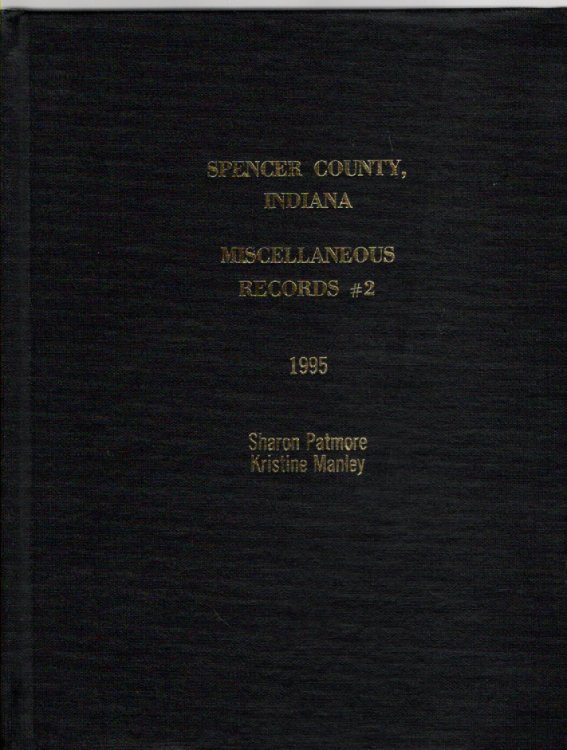 SPENCER COUNTY,
INDIANA
MISCELLANEOUS
RECORDS #2
1995
Sharon Patmore
Kristine Manley